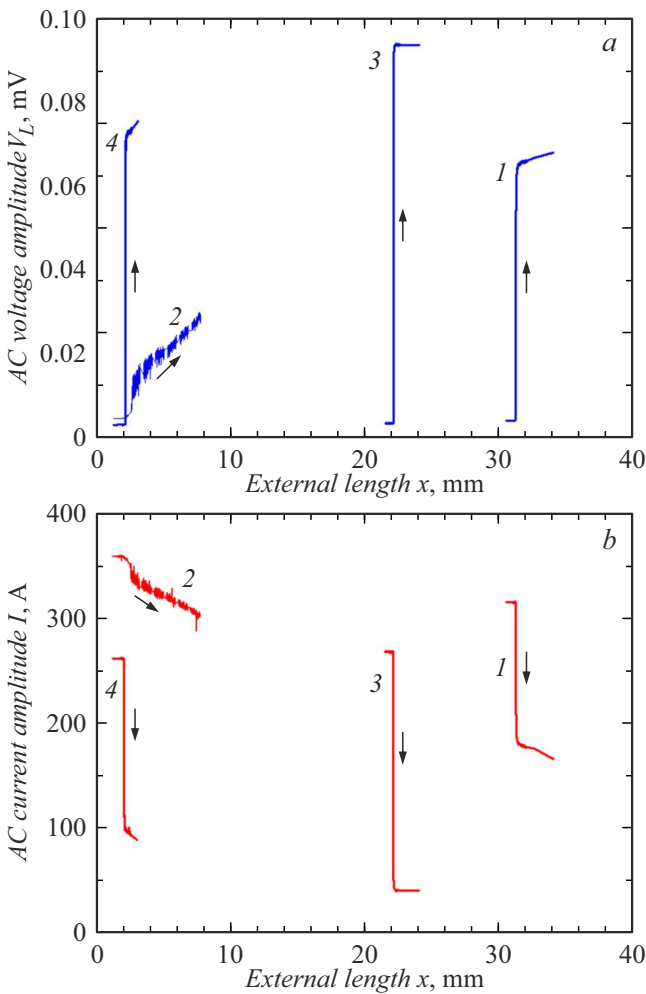 0.10
a
3
0.08
4
1
0.06
0.04
2
0.02
0
0 10 20 30 40
AC voltage amplitude V_L, mV
External length x, mm
400
b
2
300
4
3
1
200
100
0
0 10 20 30 40
AC current amplitude I, A
External length x, mm